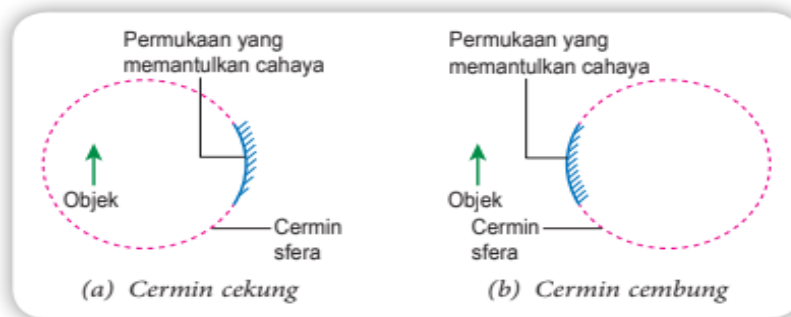 Permukaan yang
memantulkan cahaya
Objek
Cermin
sfera
(a) Cermin cekung
Permukaan yang
memantulkan cahaya
Objek
Cermin
sfera
(b) Cermin cembung